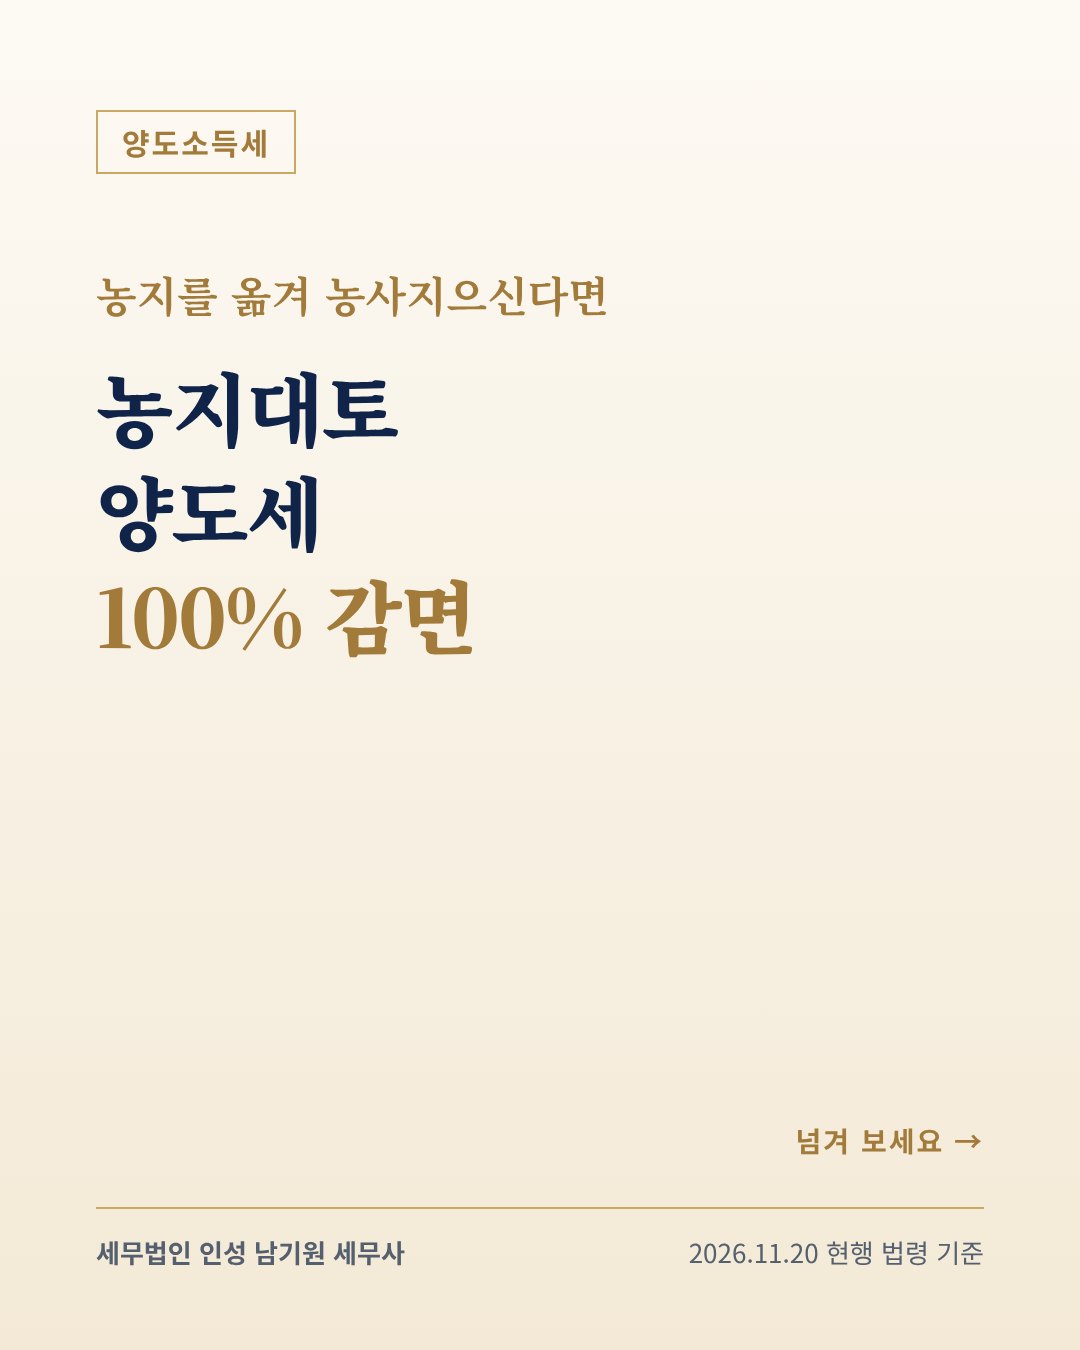 양도소득세
농지를 옮겨 농사지으신다면
농지대토
양도세
100% 감면
넘겨 보세요 →
세무법인 인성 남기원 세무사
2026.11.20 현행 법령 기준